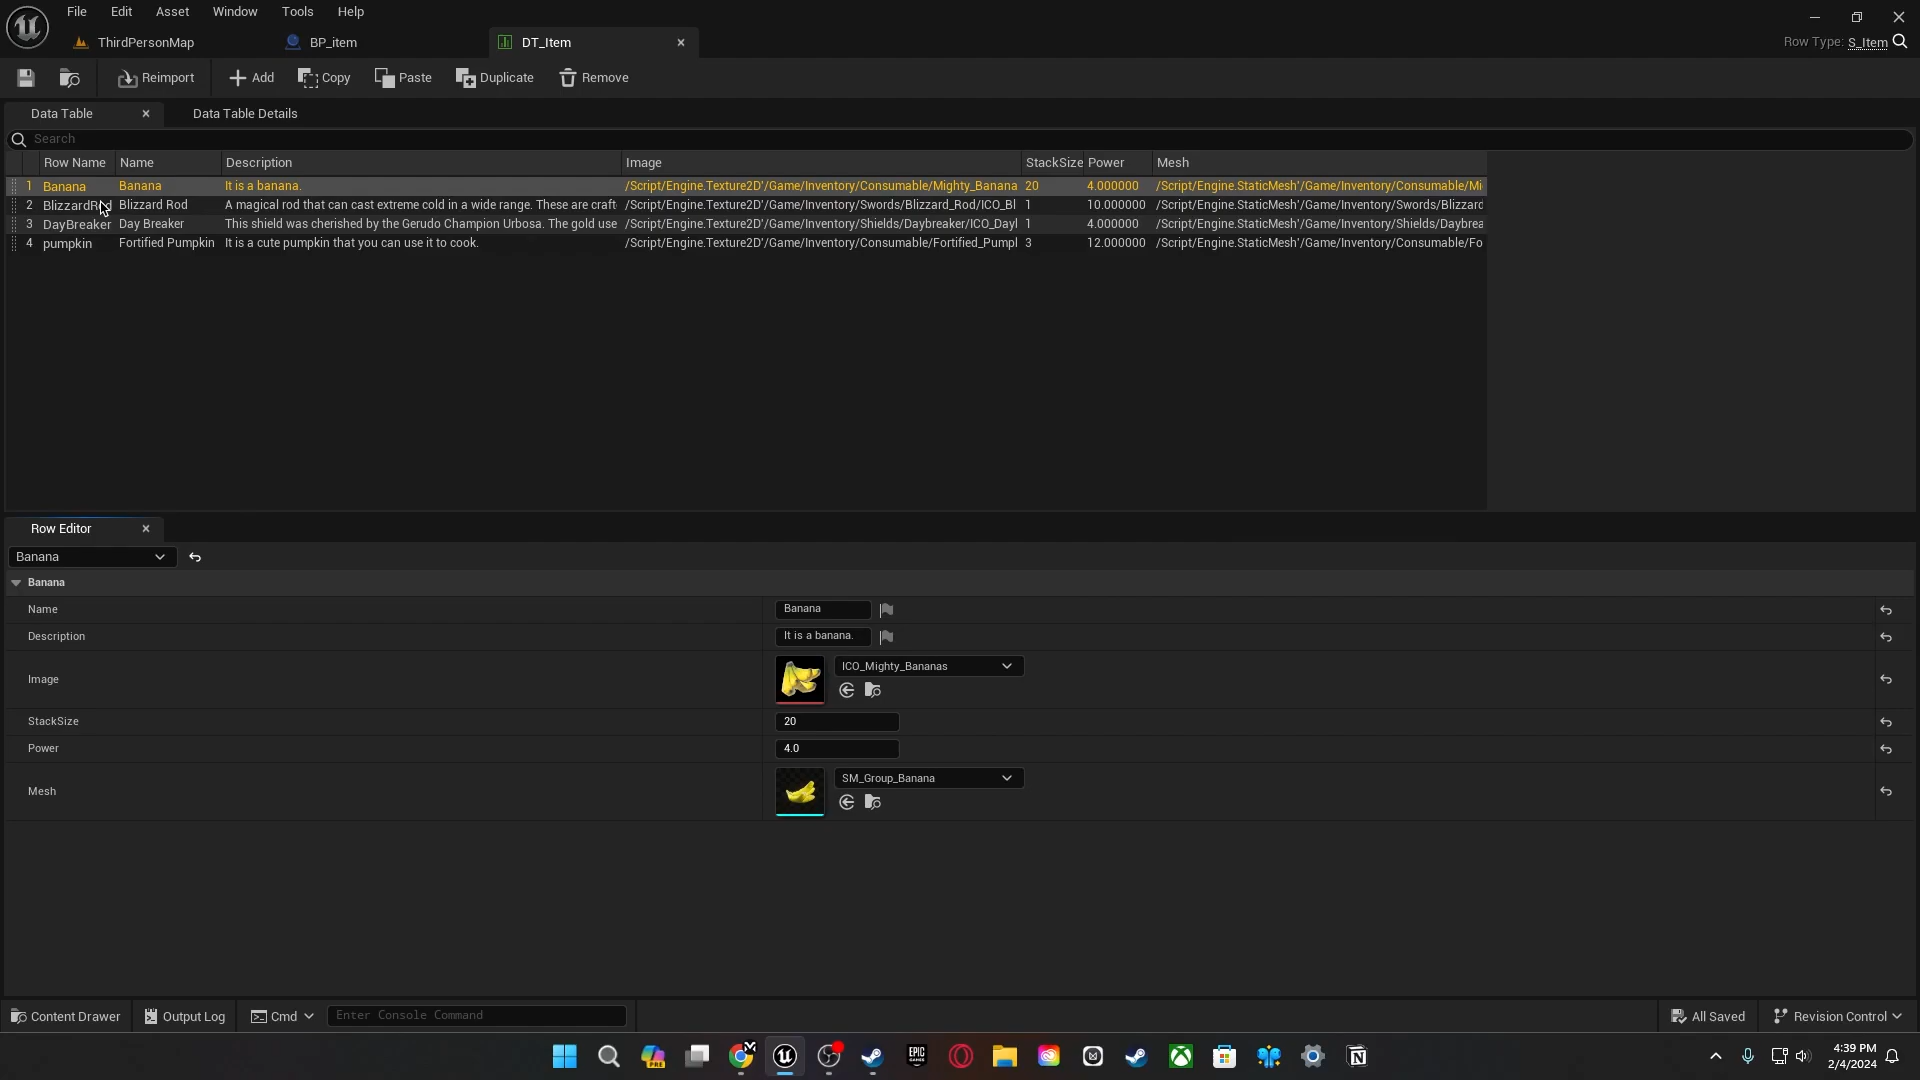 File Edit Asset Window Tools Help
ThirdPersonMap BP_item DT_Item Row Type: S_Item
Reimport Add Copy Paste Duplicate Remove
Data Table Data Table Details
Search
Row Name Name Description Image StackSize Power Mesh
1 Banana Banana It is a banana. /Script/Engine.Texture2D'/Game/Inventory/Consumable/Mighty_Banana 20 4.000000 /Script/Engine.StaticMesh'/Game/Inventory/Consumable/Mi
2 BlizzardRod Blizzard Rod A magical rod that can cast extreme cold in a wide range. These are craft /Script/Engine.Texture2D'/Game/Inventory/Swords/Blizzard_Rod/ICO_Bl 1 10.000000 /Script/Engine.StaticMesh'/Game/Inventory/Swords/Blizzard
3 DayBreaker Day Breaker This shield was cherished by the Gerudo Champion Urbosa. The gold use /Script/Engine.Texture2D'/Game/Inventory/Shields/Daybreaker/ICO_Dayl 1 4.000000 /Script/Engine.StaticMesh'/Game/Inventory/Shields/Daybrea
4 pumpkin Fortified Pumpkin It is a cute pumpkin that you can use it to cook. /Script/Engine.Texture2D'/Game/Inventory/Consumable/Fortified_Pumpl 3 12.000000 /Script/Engine.StaticMesh'/Game/Inventory/Consumable/Fo
Row Editor
Banana
Banana
Name Banana
Description It is a banana.
Image ICO_Mighty_Bananas
StackSize 20
Power 4.0
Mesh SM_Group_Banana
Content Drawer Output Log Cmd Enter Console Command All Saved Revision Control
PRE EPIC GAMES
4:39 PM
2/4/2024